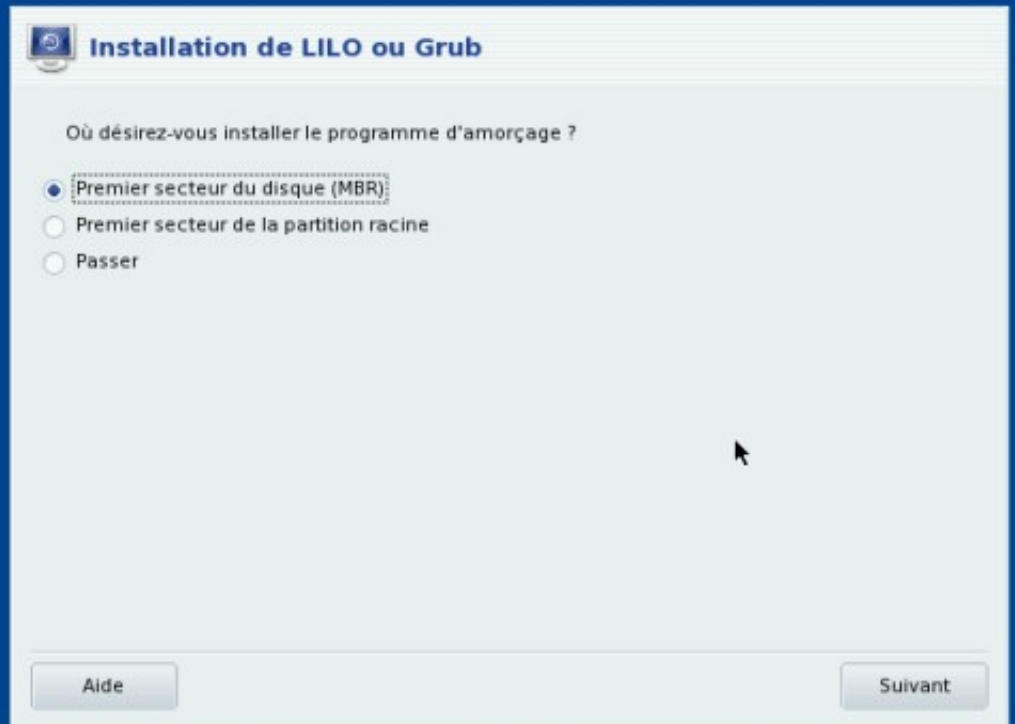 Installation de LILO ou Grub
Où désirez-vous installer le programme d'amorçage ?
Premier secteur du disque (MBR)
Premier secteur de la partition racine
Passer
Aide
Suivant